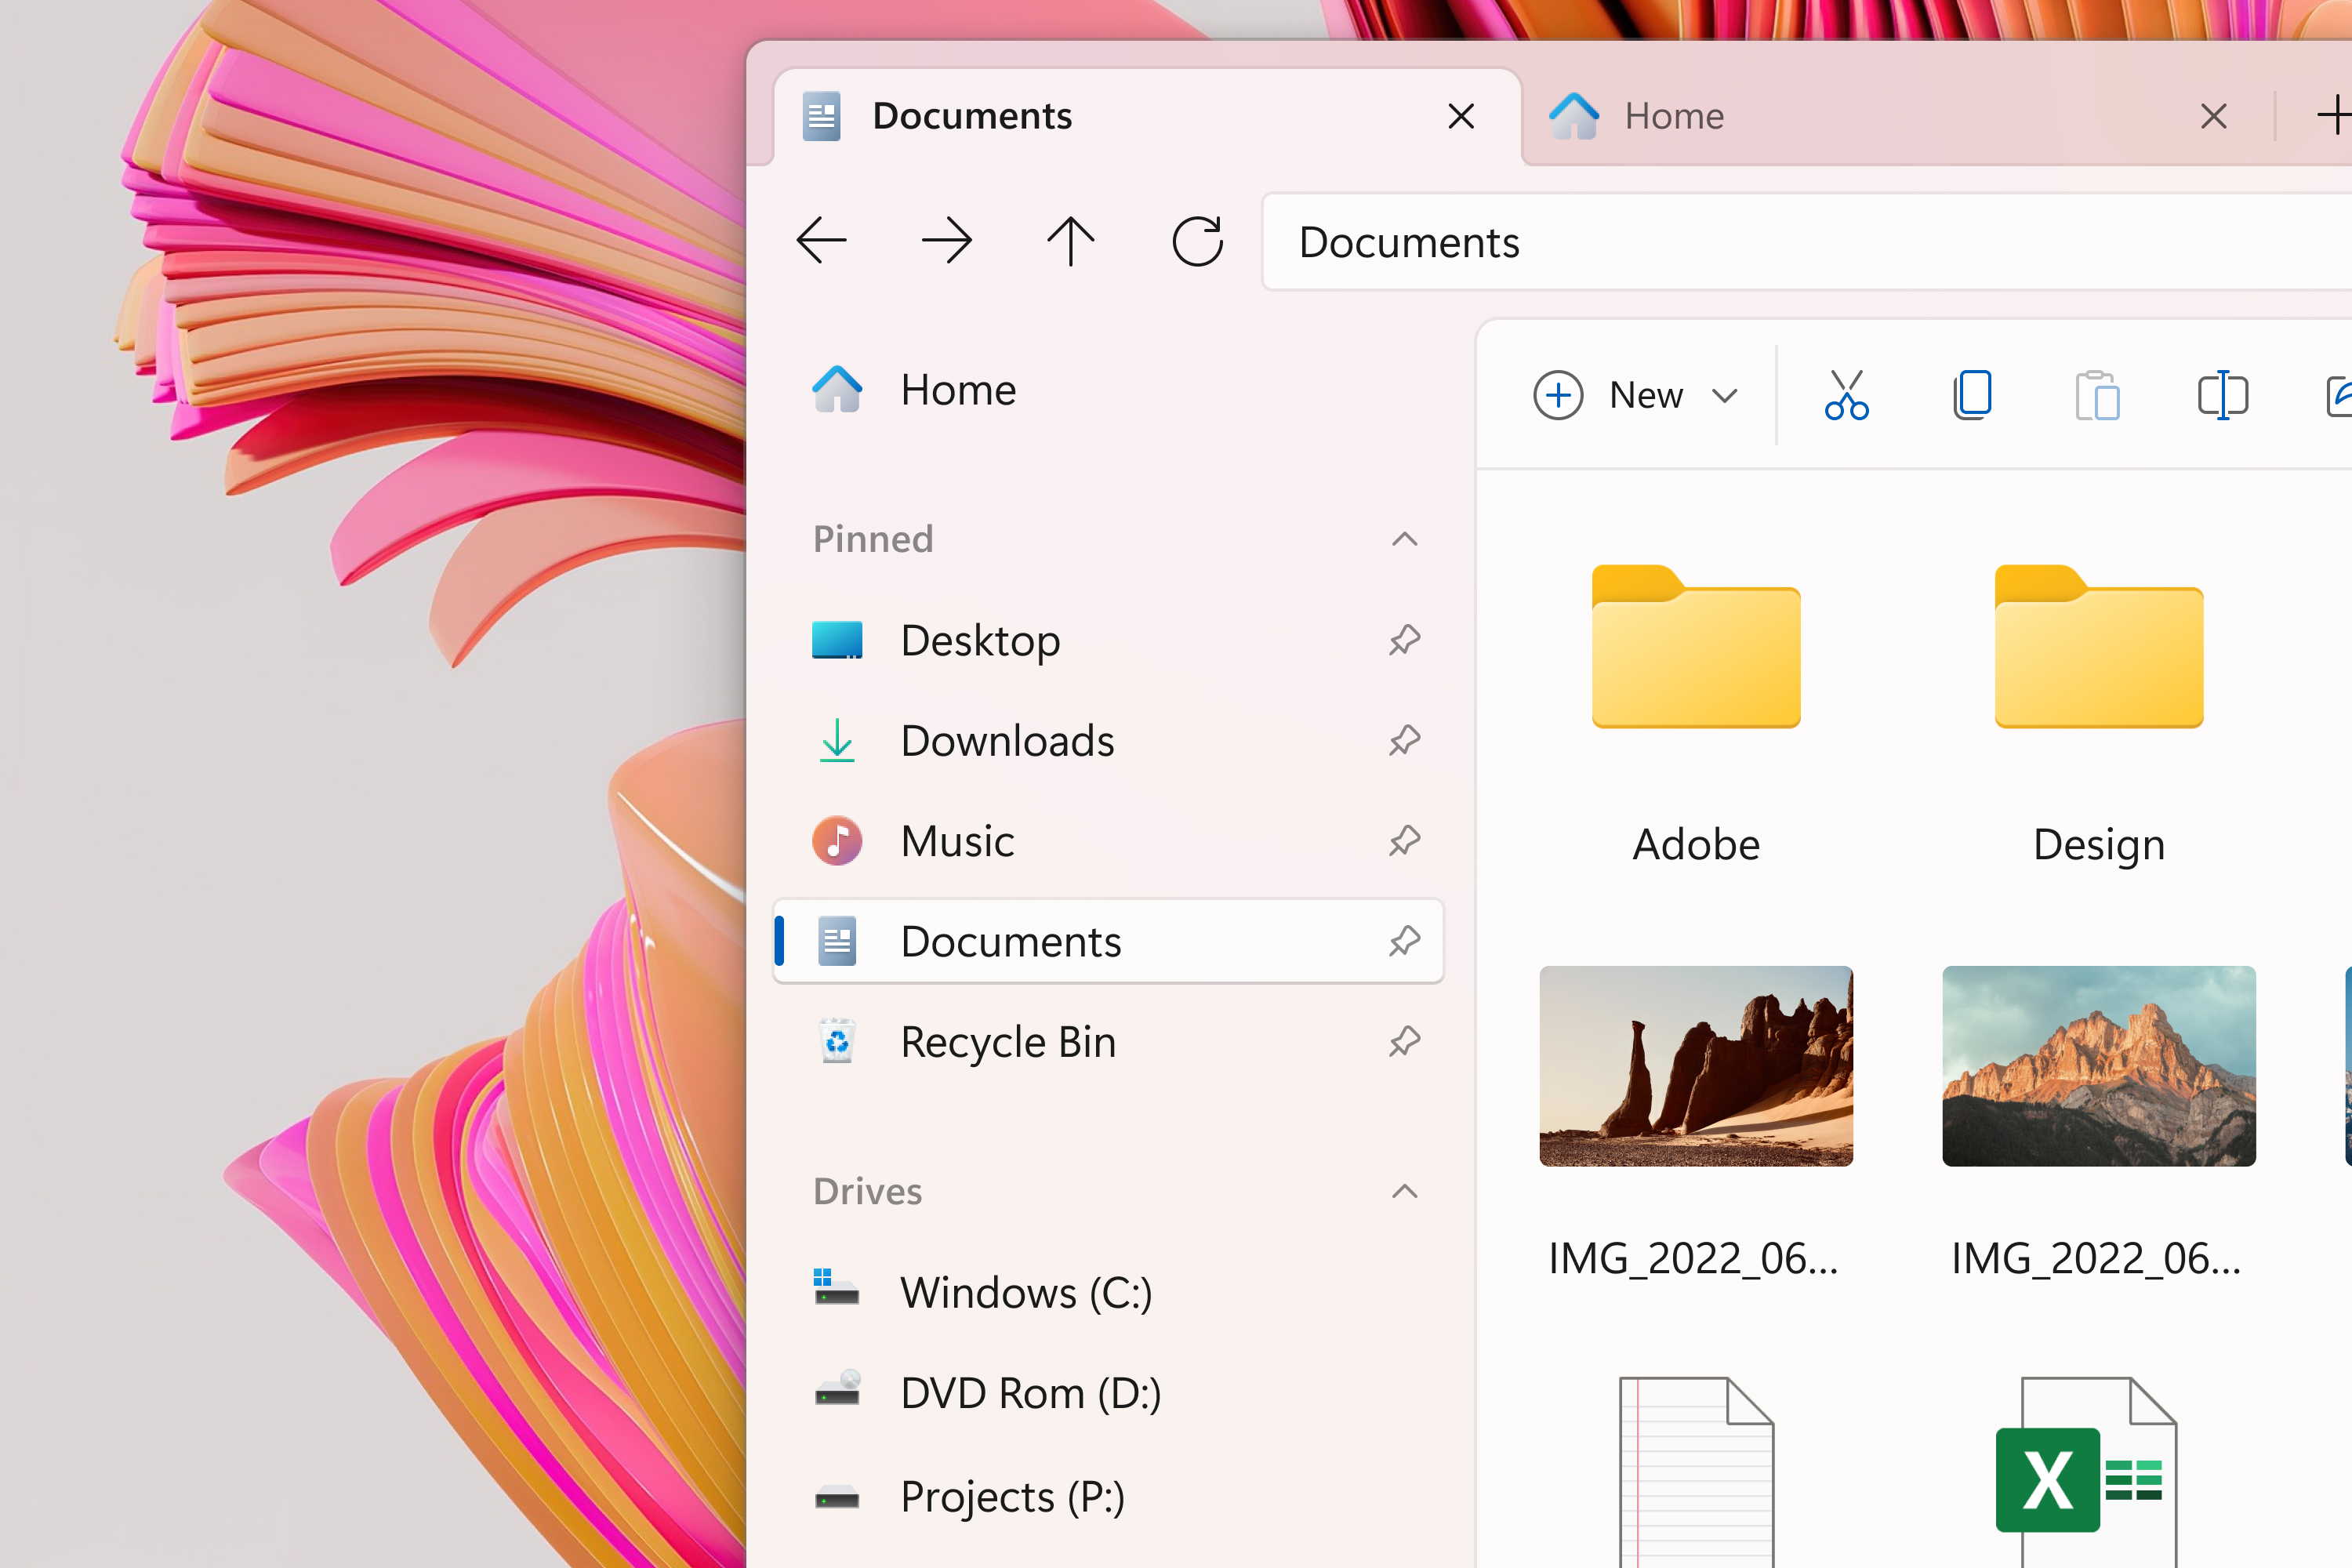 Documents
Home
Documents
Home
New
Pinned
Desktop
Downloads
Music
Documents
Recycle Bin
Adobe
Design
IMG_2022_06...
IMG_2022_06...
Drives
Windows (C:)
DVD Rom (D:)
Projects (P:)
X